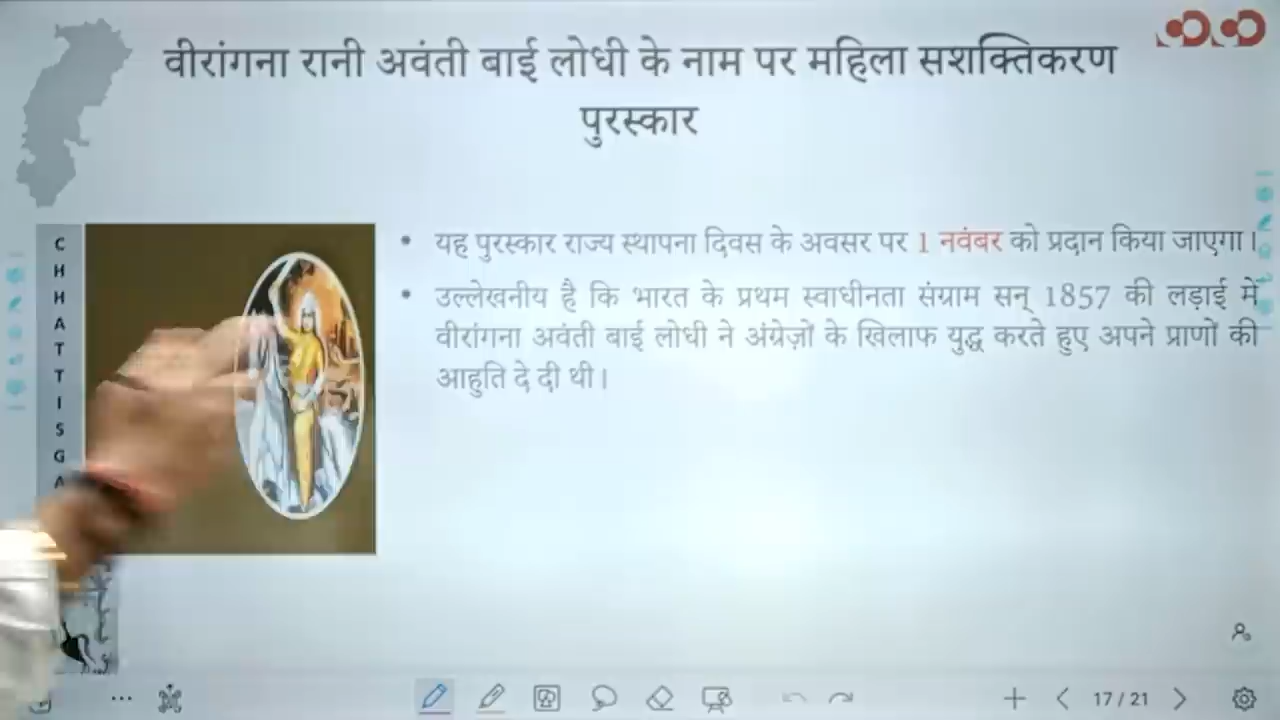 वीरांगना रानी अवंती बाई लोधी के नाम पर महिला सशक्तिकरण
पुरस्कार
यह पुरस्कार राज्य स्थापना दिवस के अवसर पर 1 नवंबर को प्रदान किया जाएगा।
उल्लेखनीय है कि भारत के प्रथम स्वाधीनता संग्राम सन् 1857 की लड़ाई में
वीरांगना अवंती बाई लोधी ने अंग्रेज़ों के खिलाफ युद्ध करते हुए अपने प्राणों की
आहुति दे दी थी।
C
H
H
A
T
T
I
S
G
A
17/21